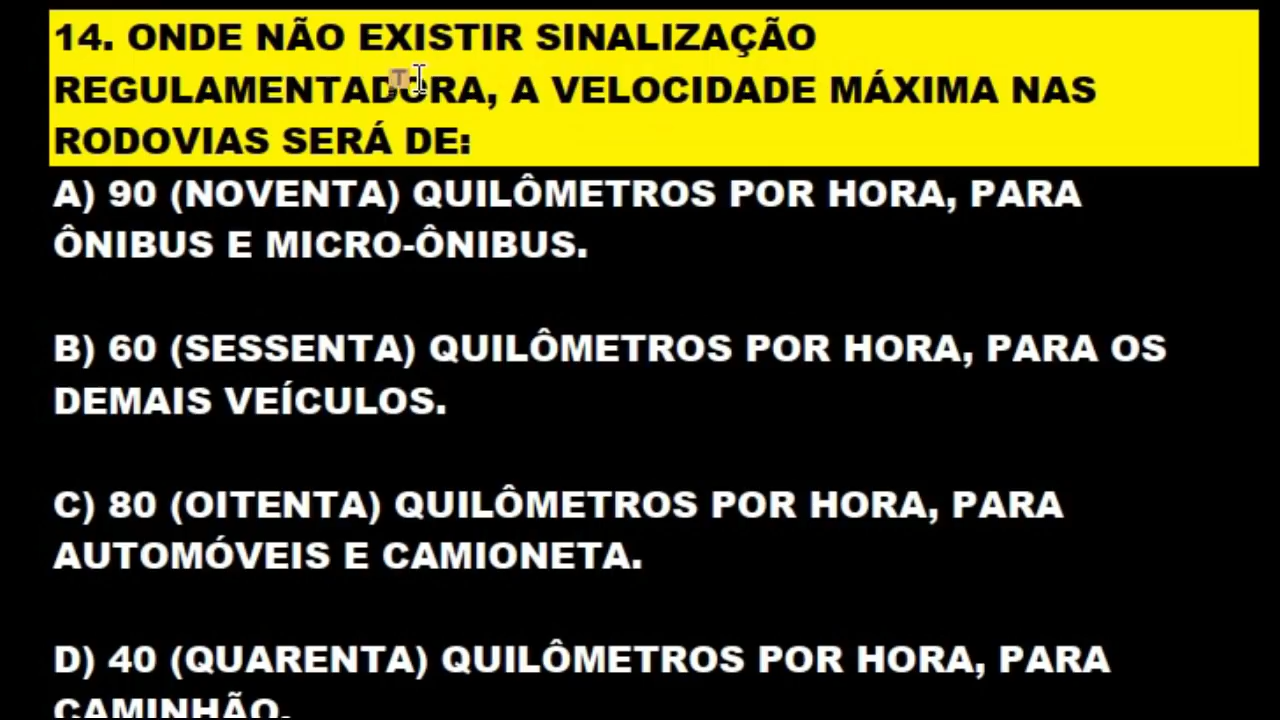 14. ONDE NÃO EXISTIR SINALIZAÇÃO
REGULAMENTADORA, A VELOCIDADE MÁXIMA NAS
RODOVIAS SERÁ DE:
A) 90 (NOVENTA) QUILÔMETROS POR HORA, PARA
ÔNIBUS E MICRO-ÔNIBUS.
B) 60 (SESSENTA) QUILÔMETROS POR HORA, PARA OS
DEMAIS VEÍCULOS.
C) 80 (OITENTA) QUILÔMETROS POR HORA, PARA
AUTOMÓVEIS E CAMIONETA.
D) 40 (QUARENTA) QUILÔMETROS POR HORA, PARA
CAMINHÃO.